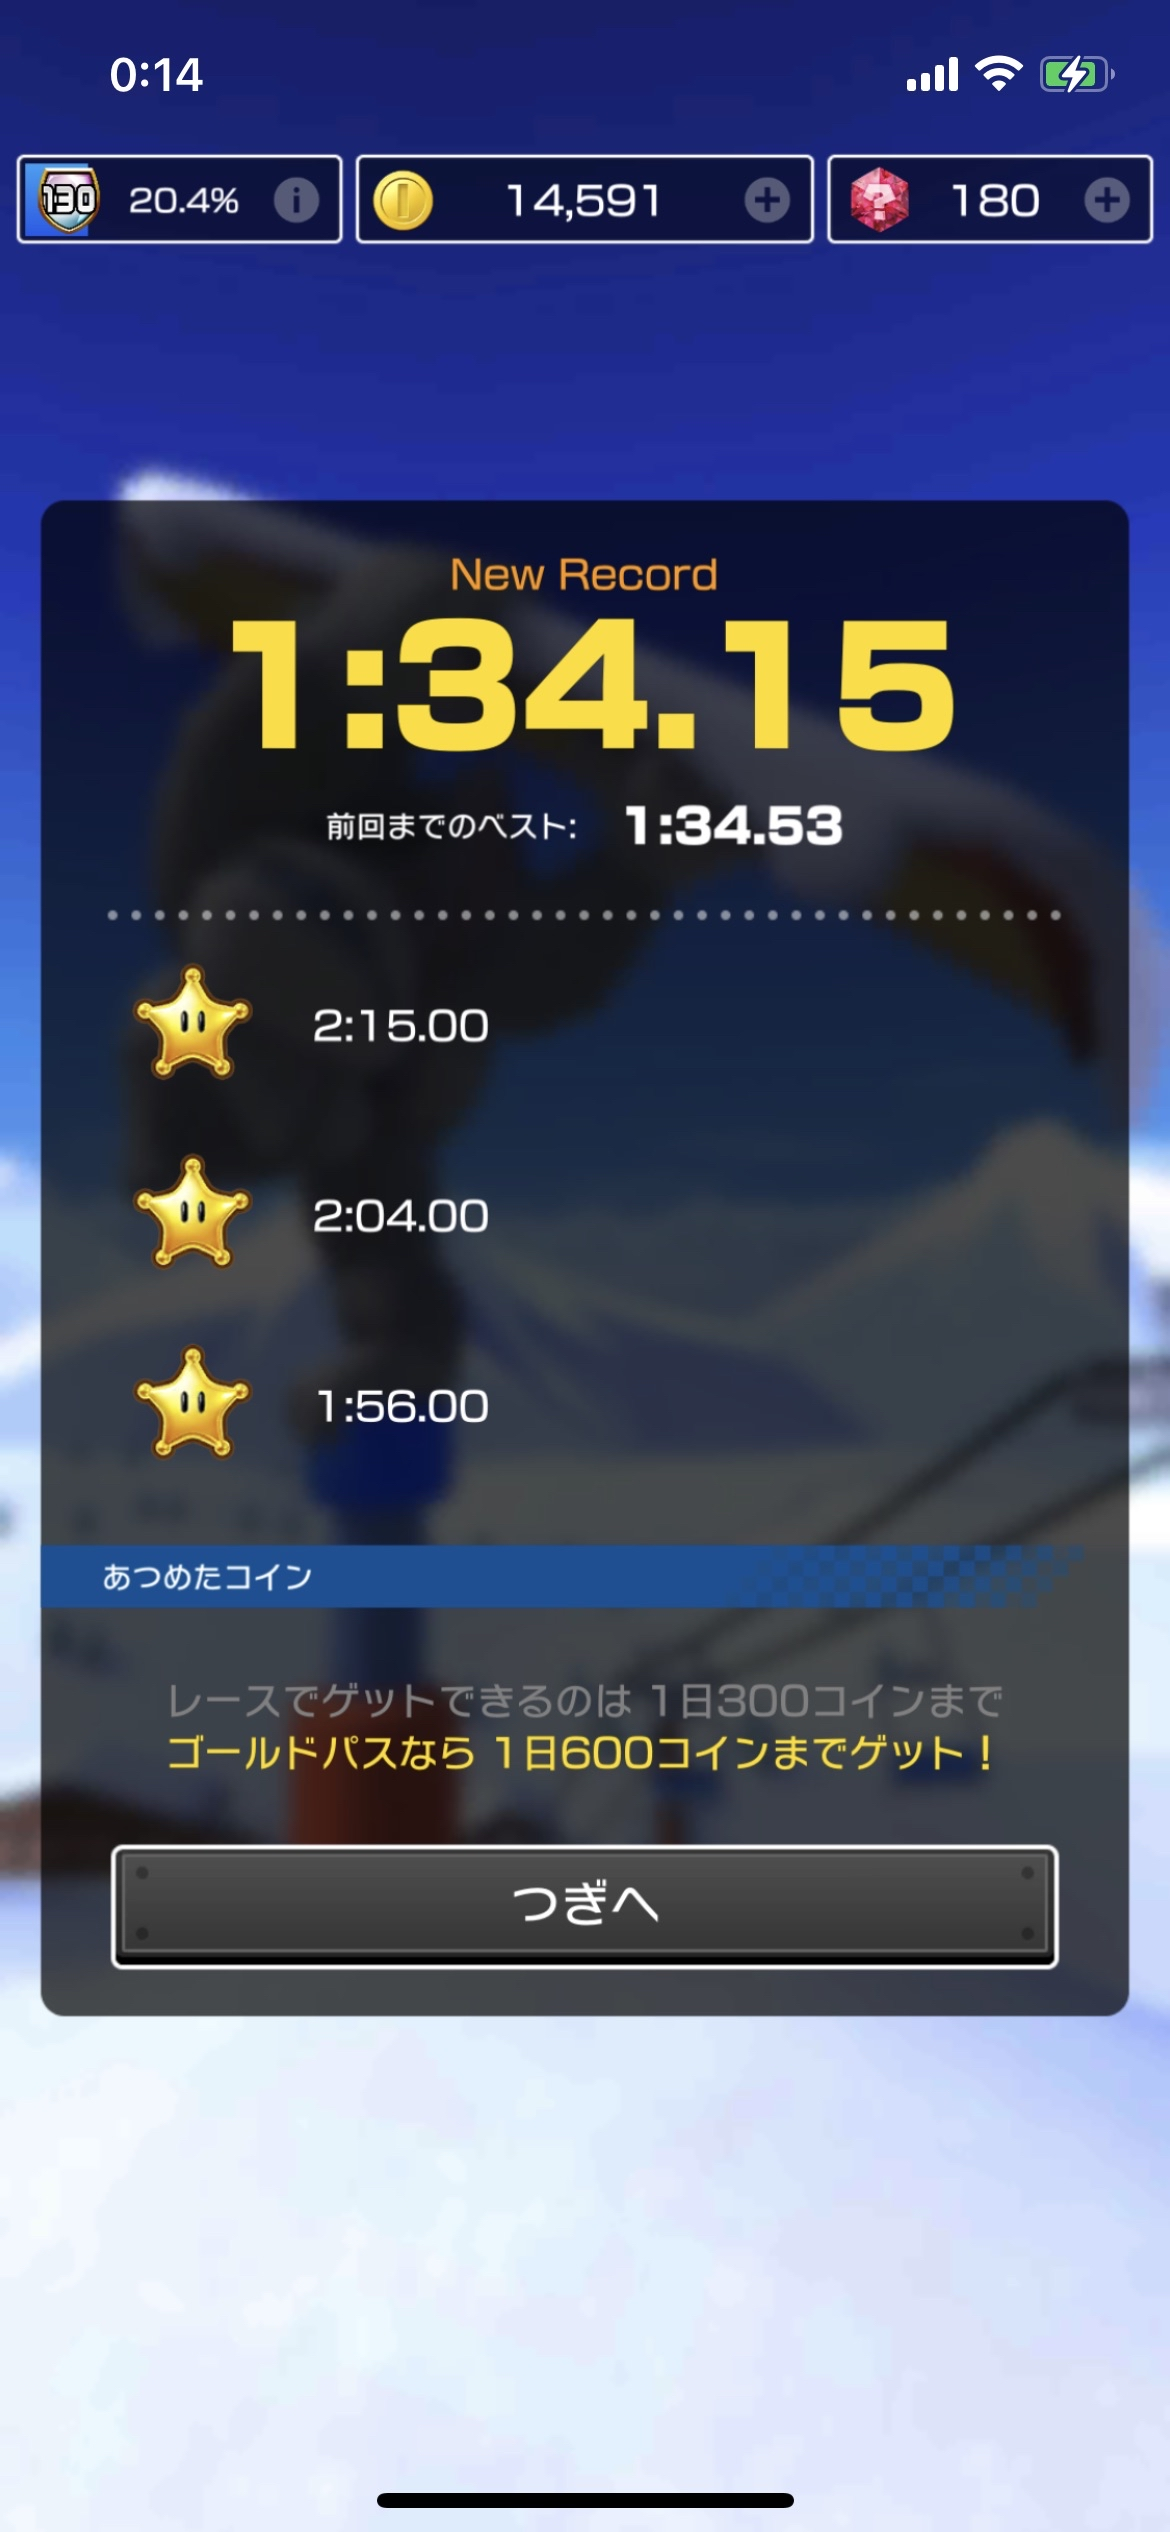 0:14
130 20.4% i 14,591 + 180 +
New Record
1:34.15
前回までのベスト: 1:34.53
2:15.00
2:04.00
1:56.00
あつめたコイン
レースでゲットできるのは 1日300コインまで
ゴールドパスなら 1日600コインまでゲット！
つぎへ